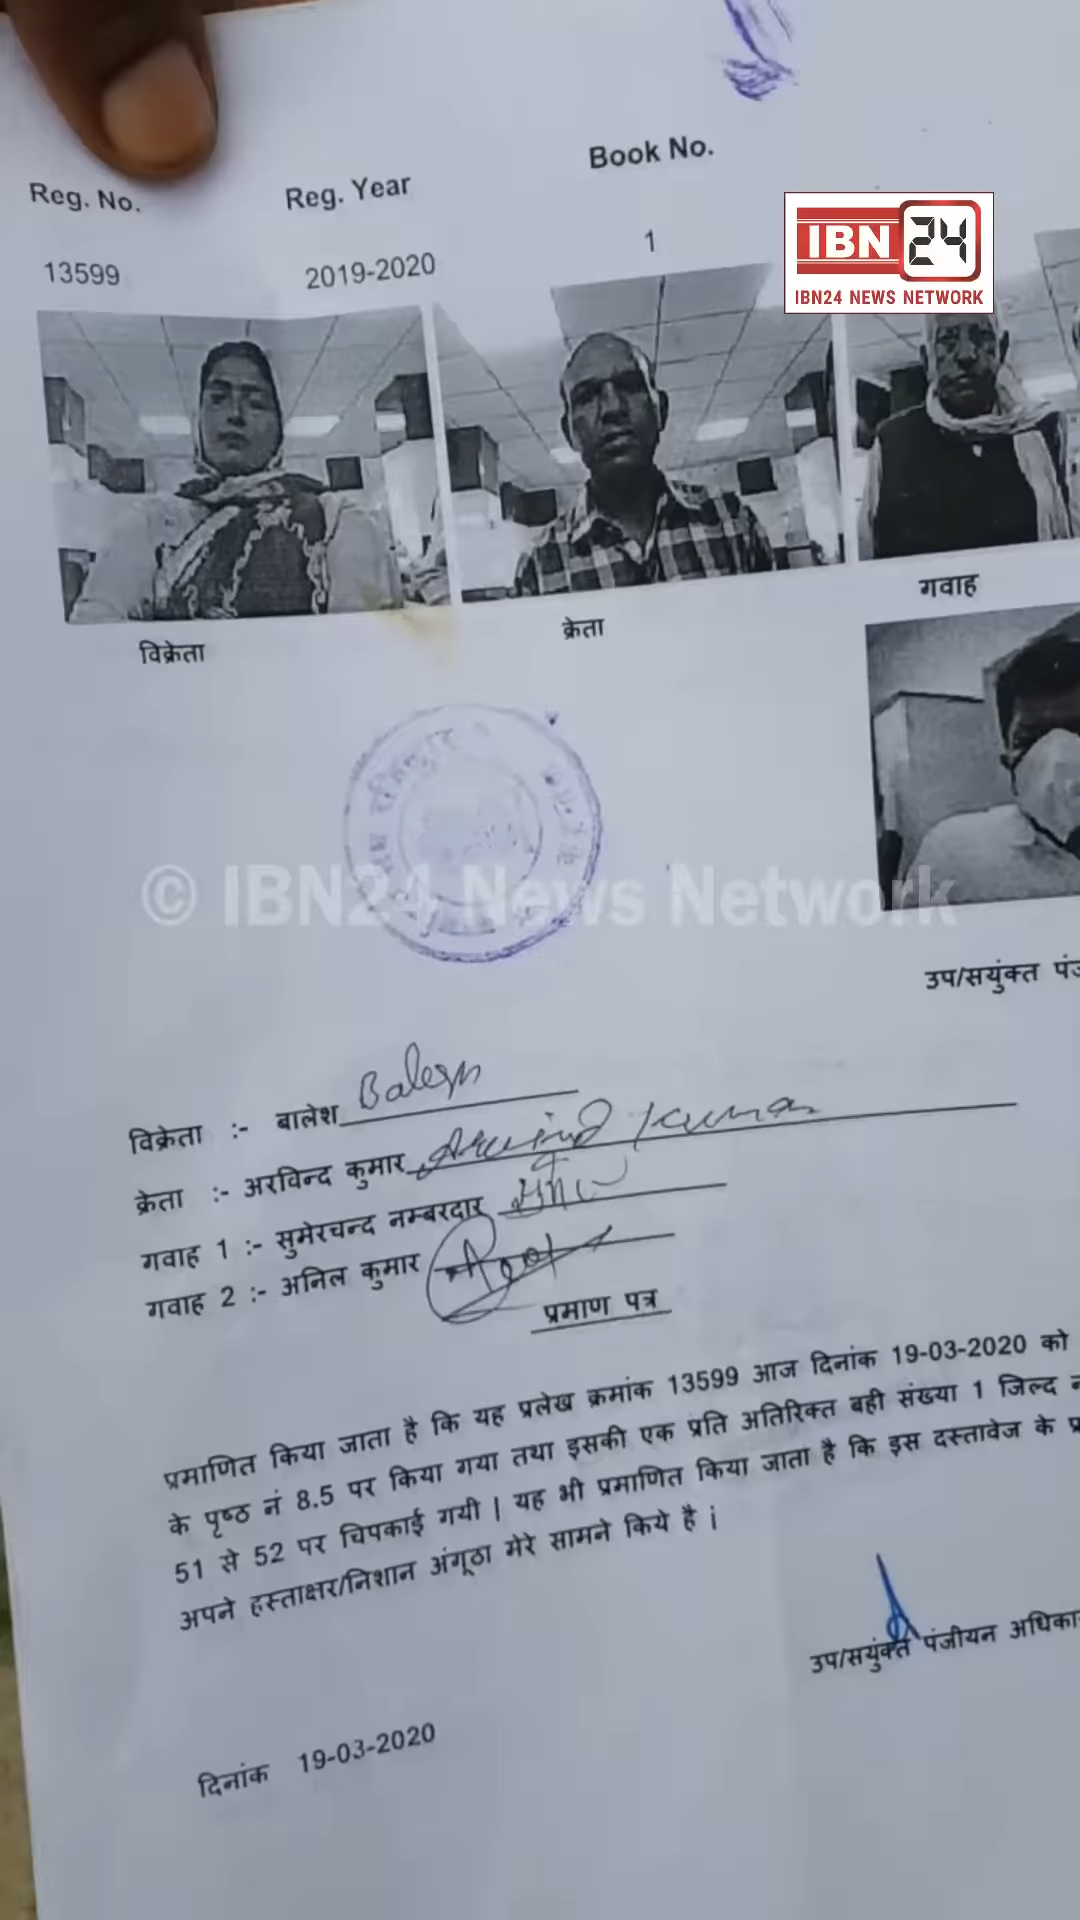 Reg. No. Reg. Year Book No.
13599 2019-2020 1
IBN 24
IBN24 NEWS NETWORK
विक्रेता क्रेता गवाह
© IBN24 News Network
उप/सयुंक्त
विक्रेता :- बालेश Balesh
क्रेता :- अरविन्द कुमार Arvind Kumar
गवाह 1 :- सुमेरचन्द नम्बरदार
गवाह 2 :- अनिल कुमार
प्रमाण पत्र
प्रमाणित किया जाता है कि यह प्रलेख क्रमांक 13599 आज दिनांक 19-03-2020 को
के पृष्ठ नं 8.5 पर किया गया तथा इसकी एक प्रति अतिरिक्त बही संख्या 1 जिल्द
51 से 52 पर चिपकाई गयी | यह भी प्रमाणित किया जाता है कि इस दस्तावेज के
अपने हस्ताक्षर/निशान अंगूठा मेरे सामने किये है |
उप/सयुंक्त पंजीयन
दिनांक 19-03-2020